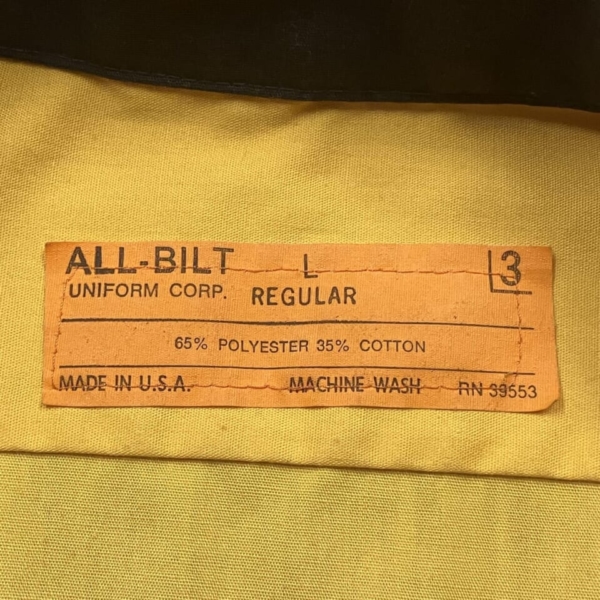 ALL-BILT L 3
UNIFORM CORP. REGULAR
65% POLYESTER 35% COTTON
MADE IN U.S.A. MACHINE WASH RN 39553